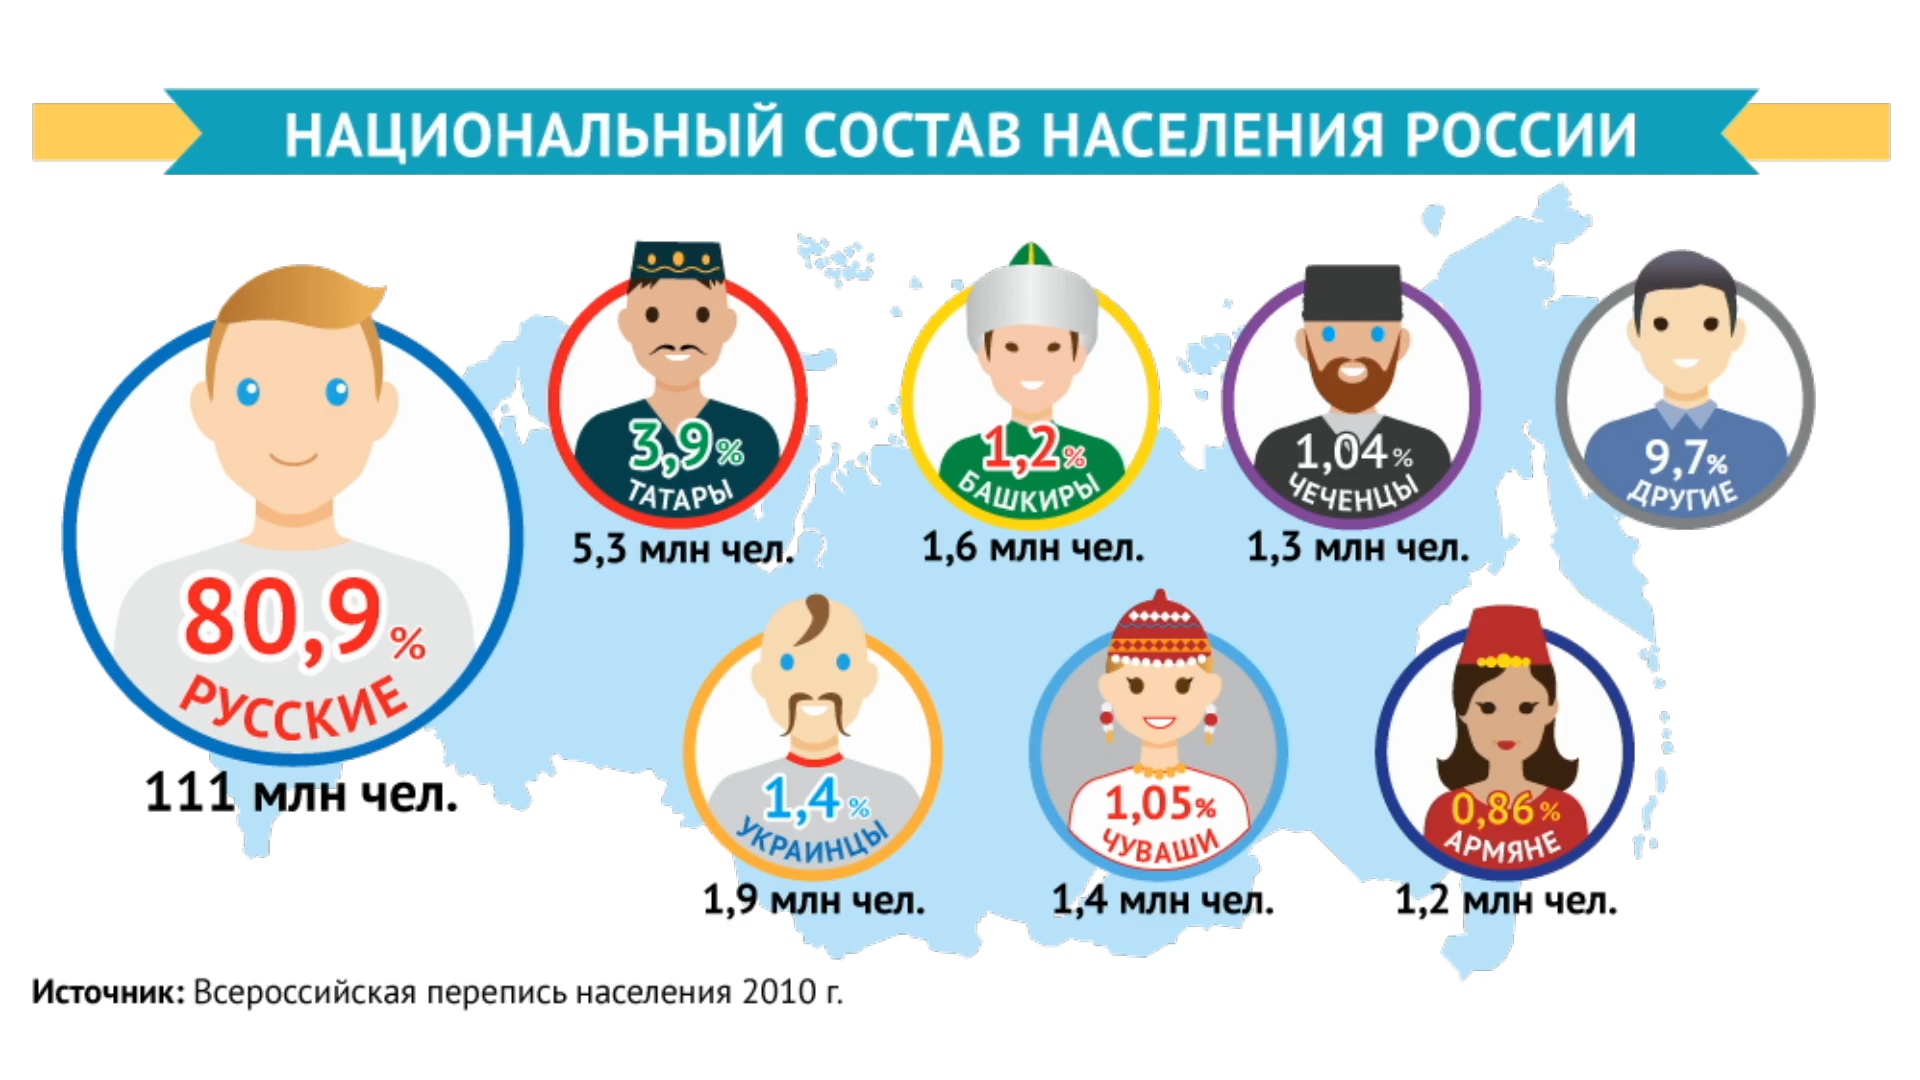 НАЦИОНАЛЬНЫЙ СОСТАВ НАСЕЛЕНИЯ РОССИИ
80,9%
РУССКИЕ
111 млн чел.
3,9%
ТАТАРЫ
5,3 млн чел.
1,2%
БАШКИРЫ
1,6 млн чел.
1,04%
ЧЕЧЕНЦЫ
1,3 млн чел.
9,7%
ДРУГИЕ
1,4%
УКРАИНЦЫ
1,9 млн чел.
1,05%
ЧУВАШИ
1,4 млн чел.
0,86%
АРМЯНЕ
1,2 млн чел.
Источник: Всероссийская перепись населения 2010 г.